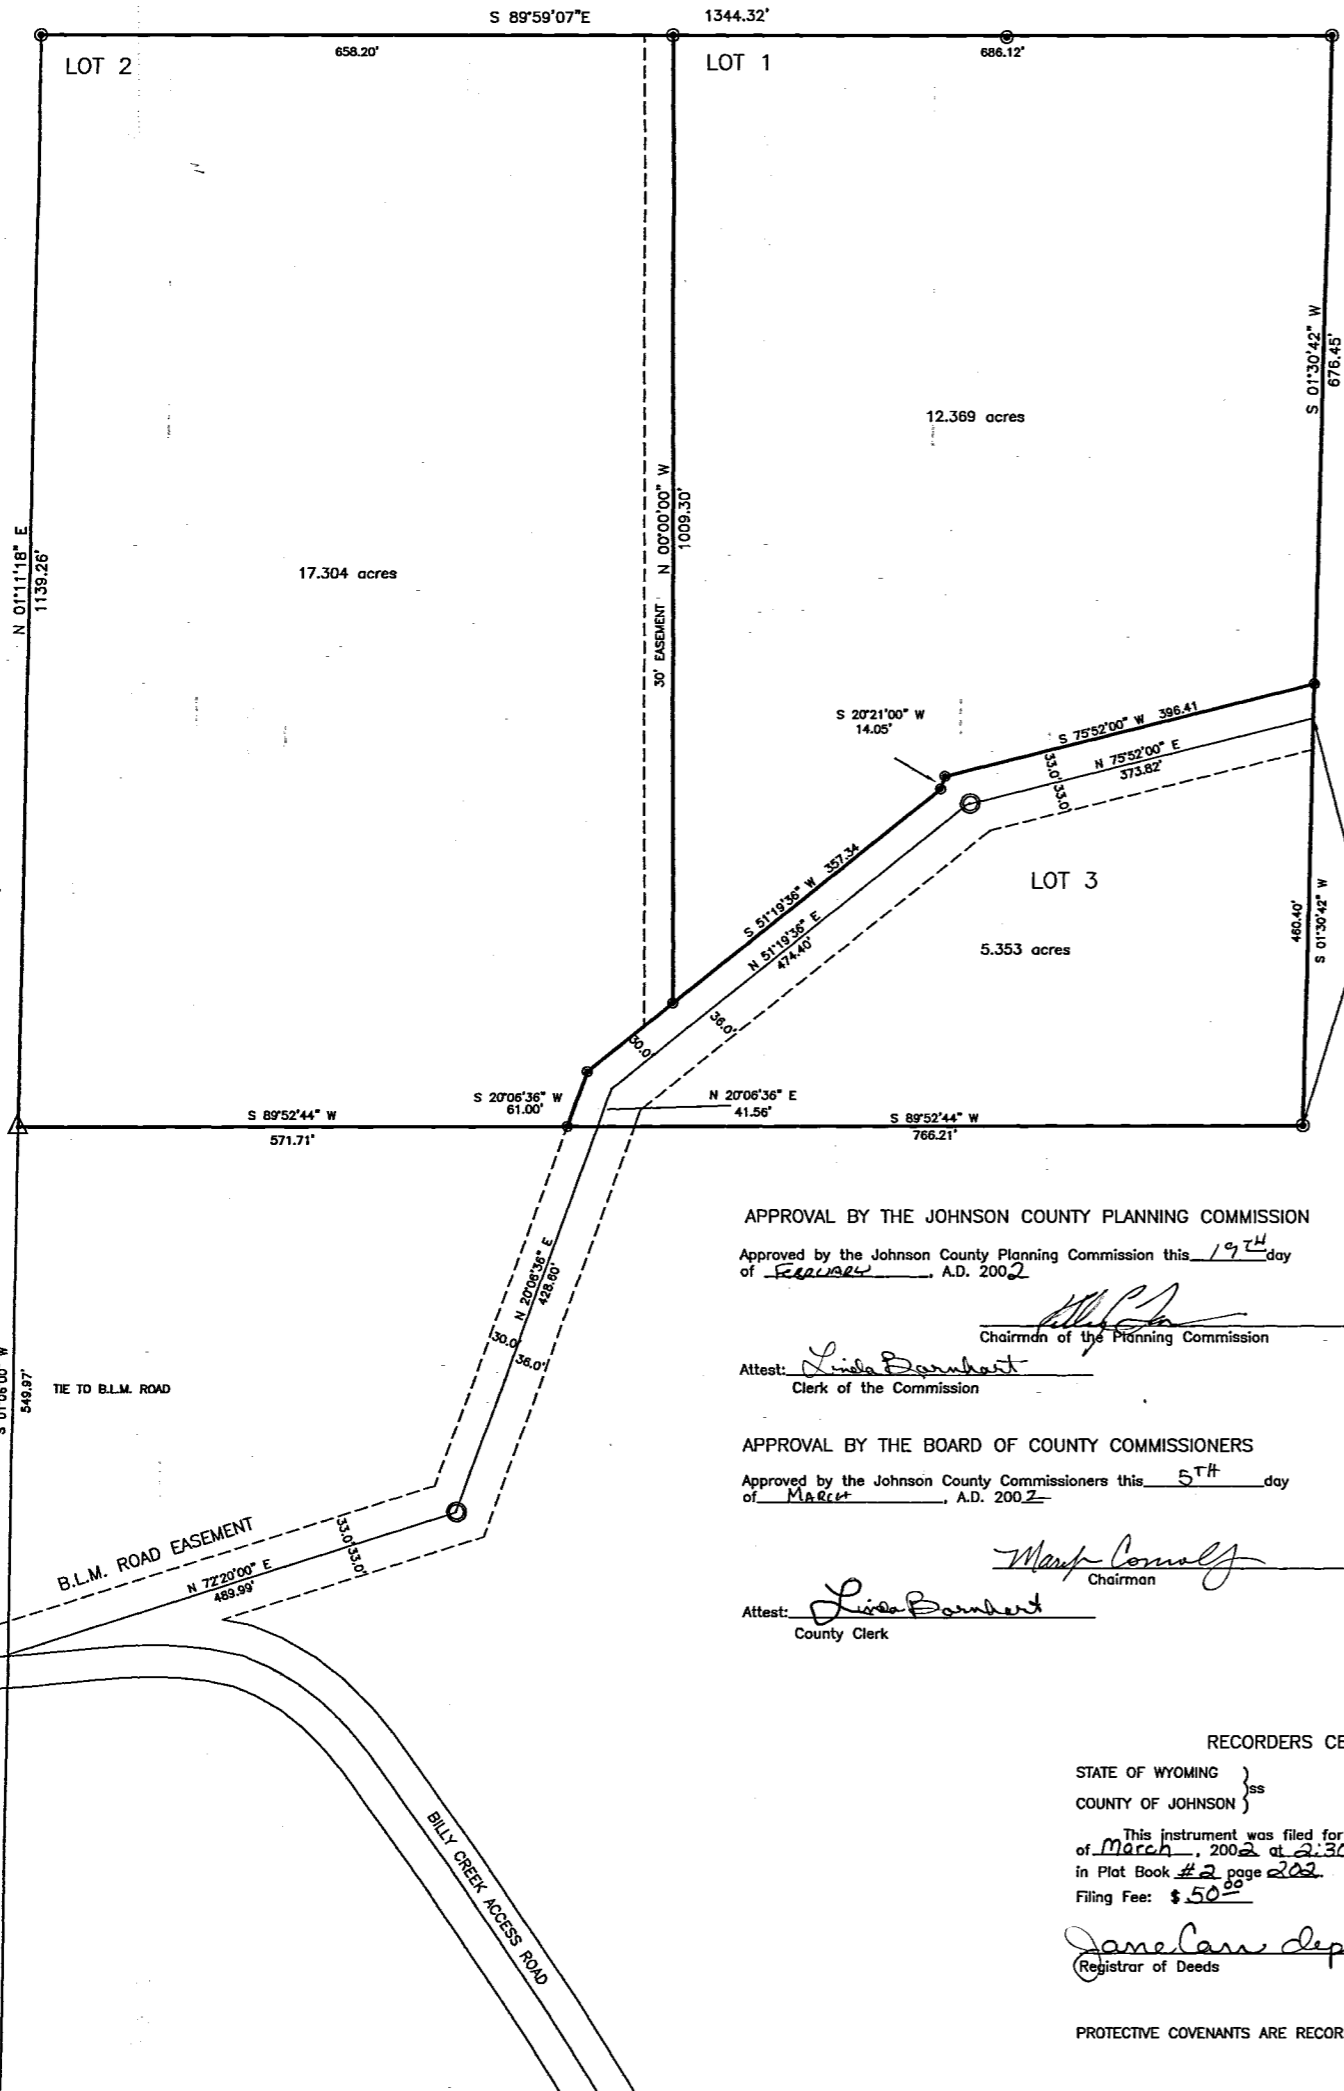 S 89°59'07"E 1344.32'
658.20' 686.12'
LOT 2 LOT 1
S 01°30'42" W
676.45'
12.369 acres
N 00°00'00" W
1009.30'
30' EASEMENT
N 01°11'18" E
1139.26'
17.304 acres
S 20°21'00" W
14.05'
S 75°52'00" W 396.41
N 75°52'00" E
373.82'
33.0'
33.0'
S 51°19'36" W 357.34
N 51°19'36" E
474.40'
LOT 3
5.353 acres
460.40'
S 01°30'42" W
36.0'
30.0'
S 20°06'36" W
61.00'
N 20°06'36" E
41.56'
S 89°52'44" W
571.71'
S 89°52'44" W
766.21'
N 20°06'36" E
428.60'
30.0'
36.0'
S 01°06'00" W
549.97'
TIE TO B.L.M. ROAD
B.L.M. ROAD EASEMENT
N 72°20'00" E
489.99'
33.0'
33.0'
BILLY CREEK ACCESS ROAD
APPROVAL BY THE JOHNSON COUNTY PLANNING COMMISSION
Approved by the Johnson County Planning Commission this 19TH day
of FEBRUARY, A.D. 2002
Chairman of the Planning Commission
Attest: Linda Barnhart
Clerk of the Commission
APPROVAL BY THE BOARD OF COUNTY COMMISSIONERS
Approved by the Johnson County Commissioners this 5TH day
of MARCH, A.D. 2002
Chairman
Attest: Linda Barnhart
County Clerk
RECORDERS CE
STATE OF WYOMING
COUNTY OF JOHNSON }ss
This instrument was filed for
of March, 2002 at 2:30
in Plat Book #2 page 202.
Filing Fee: $50.00
Jane Carr dep
Registrar of Deeds
PROTECTIVE COVENANTS ARE RECOR